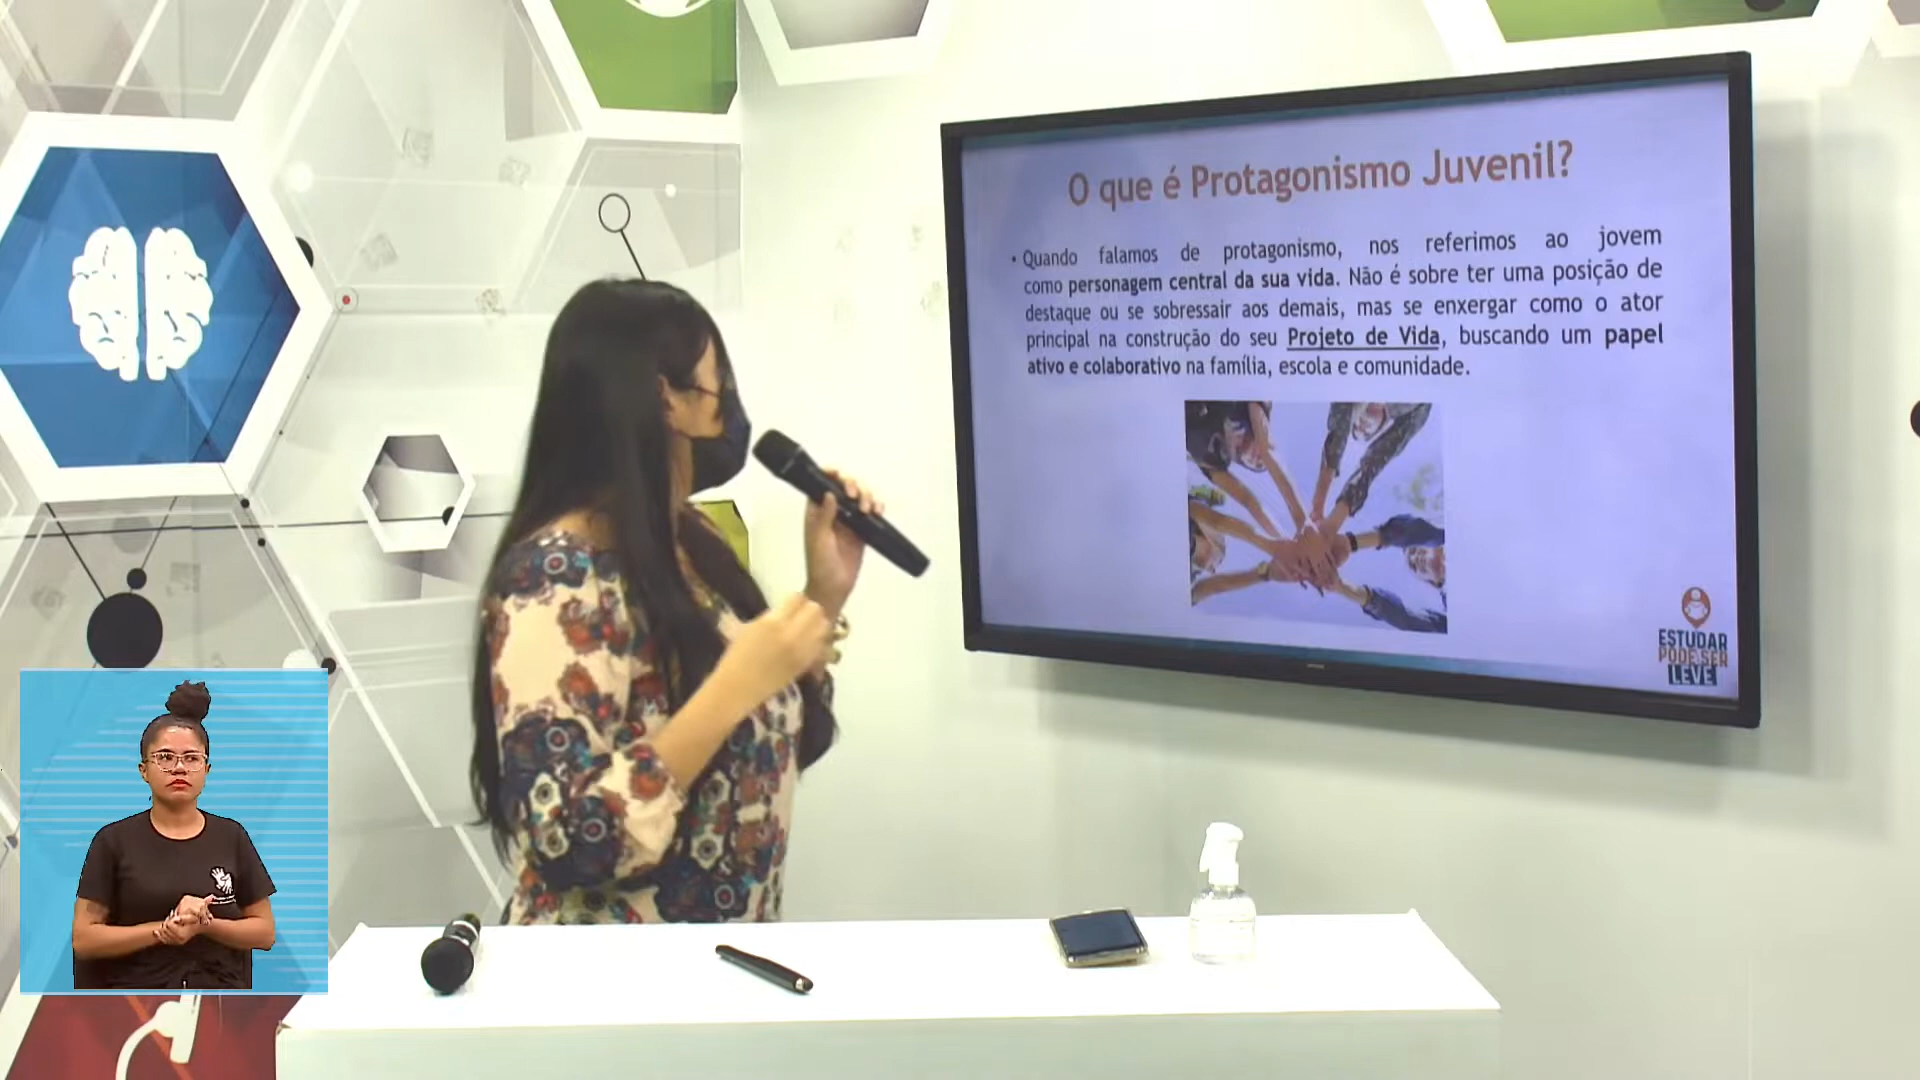 O que é Protagonismo Juvenil?
• Quando falamos de protagonismo, nos referimos ao jovem
como personagem central da sua vida. Não é sobre ter uma posição de
destaque ou se sobressair aos demais, mas se enxergar como o ator
principal na construção do seu Projeto de Vida, buscando um papel
ativo e colaborativo na família, escola e comunidade.
ESTUDAR
PODE SER
LEVE